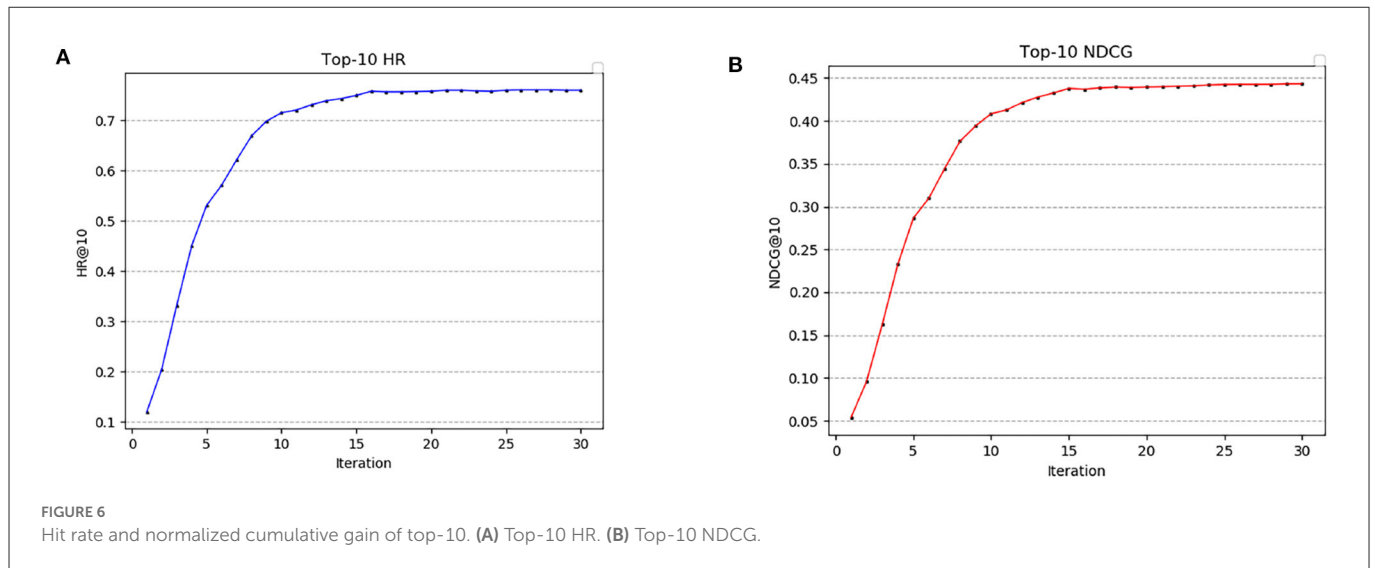 A
Top-10 HR
HR@10
0.7
0.6
0.5
0.4
0.3
0.2
0.1
0 5 10 15 20 25 30
Iteration
B
Top-10 NDCG
NDCG@10
0.45
0.40
0.35
0.30
0.25
0.20
0.15
0.10
0.05
0 5 10 15 20 25 30
Iteration
FIGURE 6
Hit rate and normalized cumulative gain of top-10. (A) Top-10 HR. (B) Top-10 NDCG.